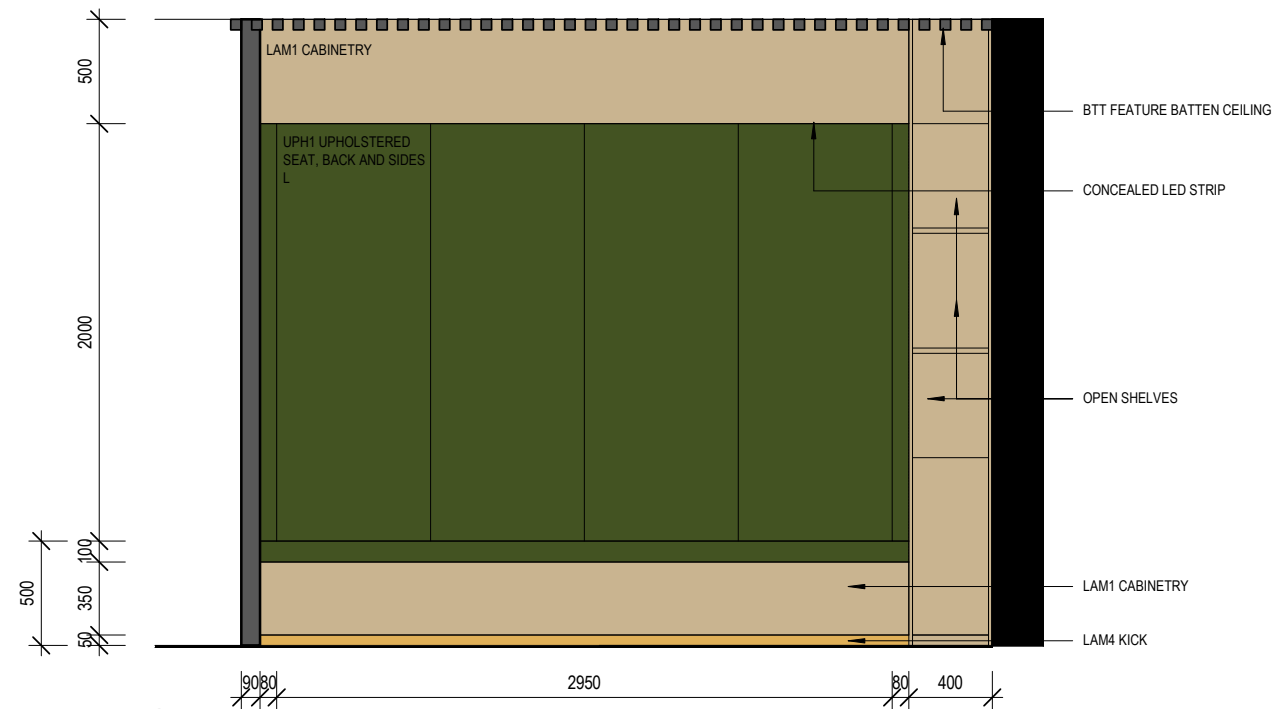 LAM1 CABINETRY
500
BTT FEATURE BATTEN CEILING
UPH1 UPHOLSTERED
SEAT, BACK AND SIDES
L
CONCEALED LED STRIP
2000
OPEN SHELVES
100
500
350
LAM1 CABINETRY
50
LAM4 KICK
90
80
2950
80
400